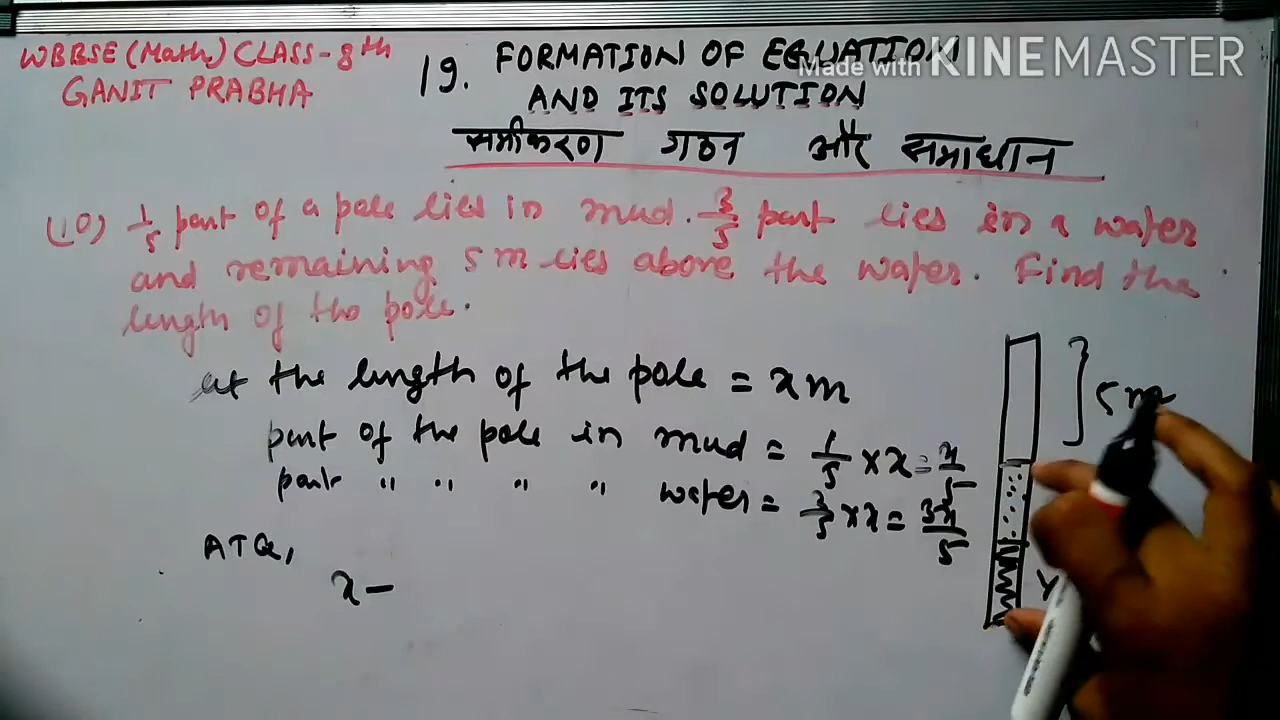 WBBSE (Math) CLASS-8th
GANIT PRABHA
19. FORMATION OF EQUATION
AND ITS SOLUTION
Made with KINEMASTER
समीकरण गठन और समाधान
(10) 1/5 part of a pole lies in mud. 3/5 part lies in a water
and remaining 5 m lies above the water. Find the
length of the pole.
at the length of the pole = x m
part of the pole in mud = 1/5 × x = x/5
part " " " " water = 3/5 × x = 3x/5
ATQ,
x -
5 m